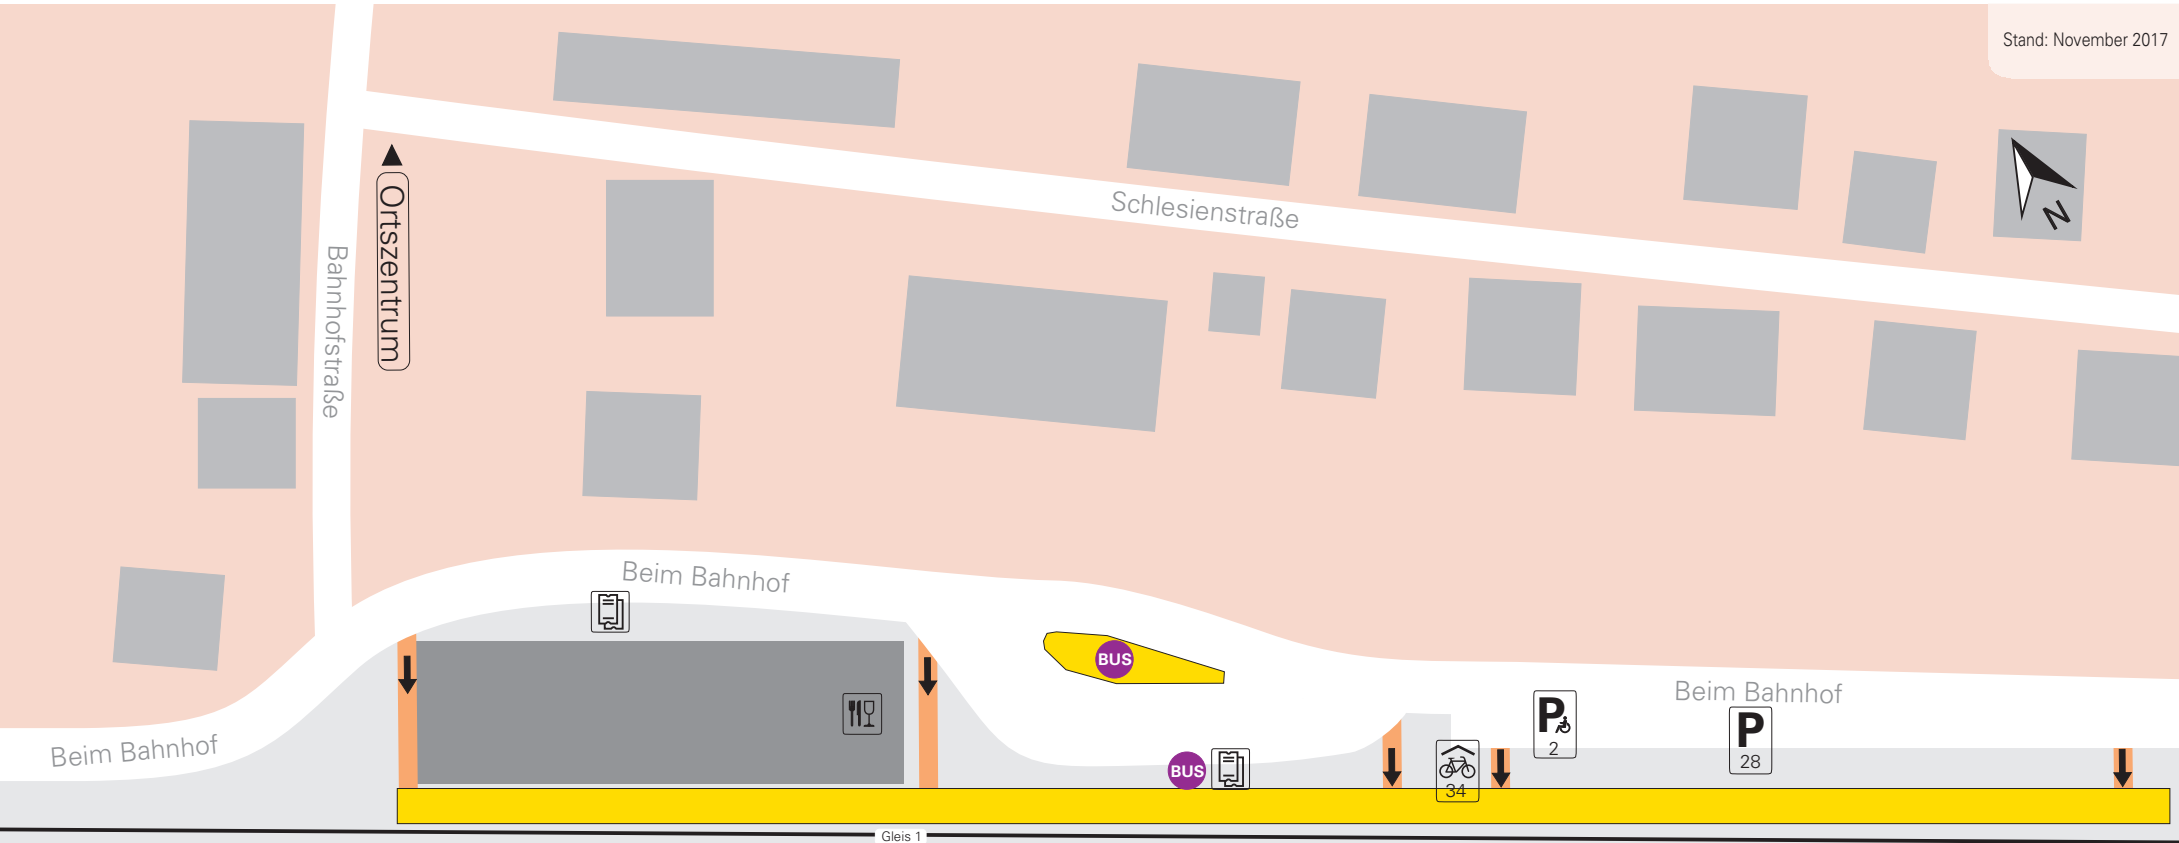 Stand: November 2017
N
Ortszentrum
Bahnhofstraße
Schlesienstraße
Beim Bahnhof
BUS
Beim Bahnhof
P
2
P
28
Beim Bahnhof
BUS
34
Gleis 1